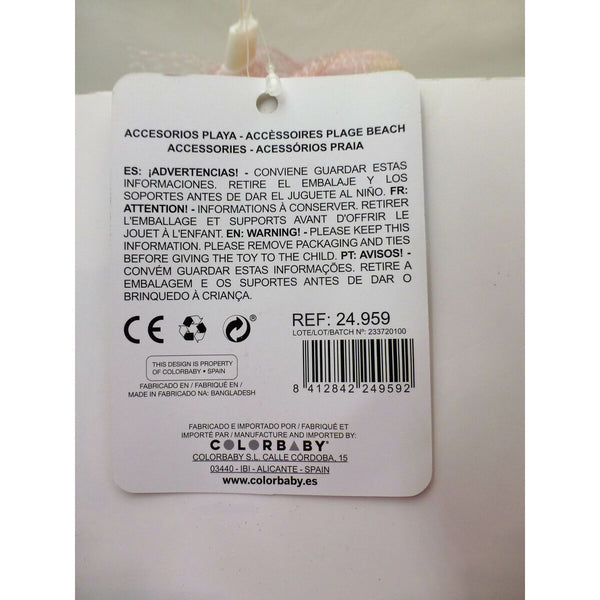 ACCESORIOS PLAYA - ACCÈSSOIRES PLAGE BEACH
ACCESSORIES - ACESSÓRIOS PRAIA
ES: ¡ADVERTENCIAS! - CONVIENE GUARDAR ESTAS
INFORMACIONES. RETIRE EL EMBALAJE Y LOS
SOPORTES ANTES DE DAR EL JUGUETE AL NIÑO. FR:
ATTENTION! - INFORMATIONS À CONSERVER. RETIRER
L'EMBALLAGE ET SUPPORTS AVANT D'OFFRIR LE
JOUET À L'ENFANT. EN: WARNING! - PLEASE KEEP THIS
INFORMATION. PLEASE REMOVE PACKAGING AND TIES
BEFORE GIVING THE TOY TO THE CHILD. PT: AVISOS! -
CONVÉM GUARDAR ESTAS INFORMAÇÕES. RETIRE A
EMBALAGEM E OS SUPORTES ANTES DE DAR O
BRINQUEDO À CRIANÇA.
CE
®
REF: 24.959
LOTE/LOT/BATCH Nº: 233720100
THIS DESIGN IS PROPERTY
OF COLORBABY • SPAIN
FABRICADO EN / FABRIQUÉ EN /
MADE IN FABRICADO NA: BANGLADESH
8 412842 249592
FABRICADO E IMPORTADO POR / FABRIQUÉ ET
IMPORTÉ PAR / MANUFACTURE AND IMPORTED BY:
COLORBABY®
COLORBABY S.L. CALLE CÓRDOBA, 15
03440 - IBI - ALICANTE - SPAIN
www.colorbaby.es